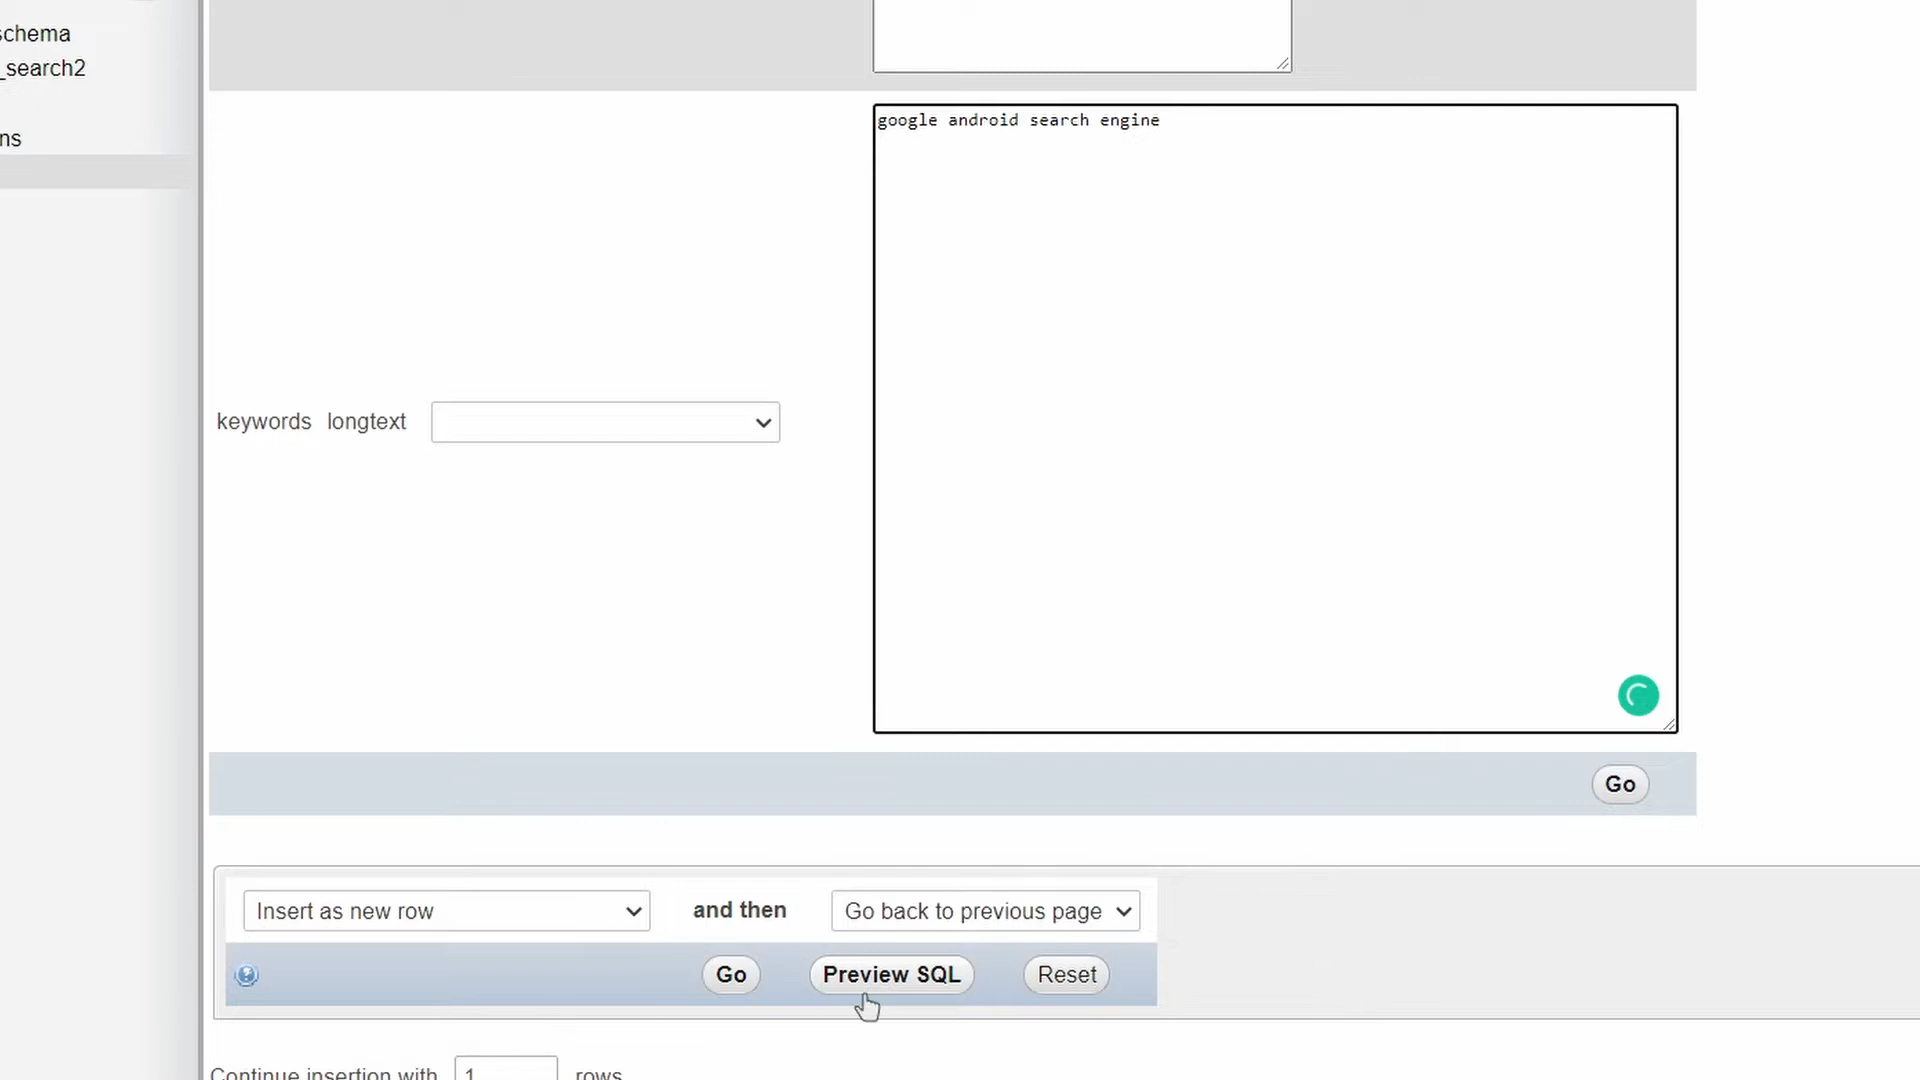 schema
_search2
ns
google android search engine
keywords longtext
Go
Insert as new row and then Go back to previous page
Go Preview SQL Reset
Continue insertion with 1 rows